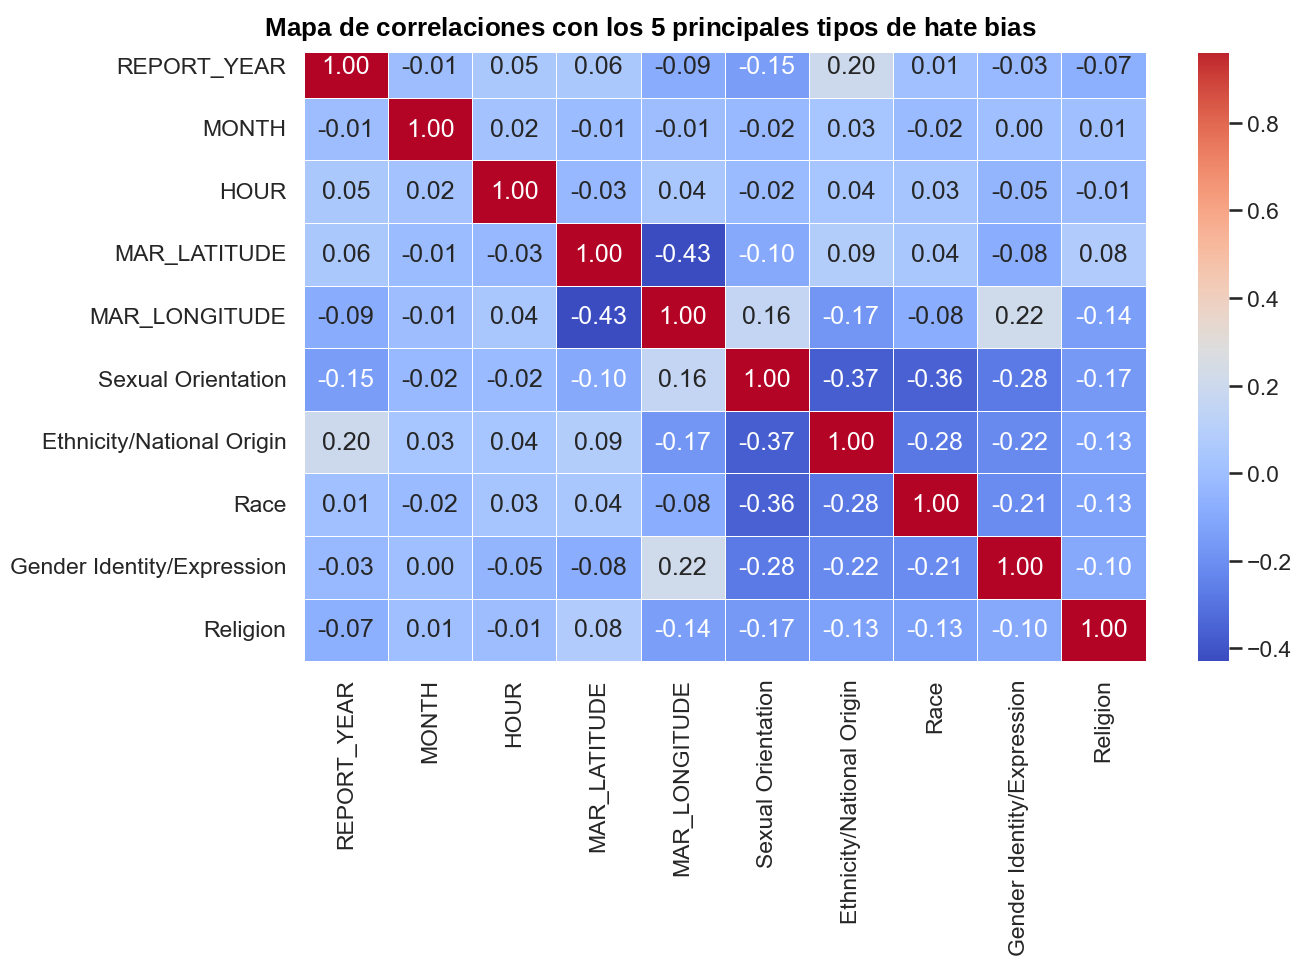 Mapa de correlaciones con los 5 principales tipos de hate bias
REPORT_YEAR 1.00 -0.01 0.05 0.06 -0.09 -0.15 0.20 0.01 -0.03 -0.07
MONTH -0.01 1.00 0.02 -0.01 -0.01 -0.02 0.03 -0.02 0.00 0.01
HOUR 0.05 0.02 1.00 -0.03 0.04 -0.02 0.04 0.03 -0.05 -0.01
MAR_LATITUDE 0.06 -0.01 -0.03 1.00 -0.43 -0.10 0.09 0.04 -0.08 0.08
MAR_LONGITUDE -0.09 -0.01 0.04 -0.43 1.00 0.16 -0.17 -0.08 0.22 -0.14
Sexual Orientation -0.15 -0.02 -0.02 -0.10 0.16 1.00 -0.37 -0.36 -0.28 -0.17
Ethnicity/National Origin 0.20 0.03 0.04 0.09 -0.17 -0.37 1.00 -0.28 -0.22 -0.13
Race 0.01 -0.02 0.03 0.04 -0.08 -0.36 -0.28 1.00 -0.21 -0.13
Gender Identity/Expression -0.03 0.00 -0.05 -0.08 0.22 -0.28 -0.22 -0.21 1.00 -0.10
Religion -0.07 0.01 -0.01 0.08 -0.14 -0.17 -0.13 -0.13 -0.10 1.00
REPORT_YEAR
MONTH
HOUR
MAR_LATITUDE
MAR_LONGITUDE
Sexual Orientation
Ethnicity/National Origin
Race
Gender Identity/Expression
Religion
0.8
0.6
0.4
0.2
0.0
−0.2
−0.4